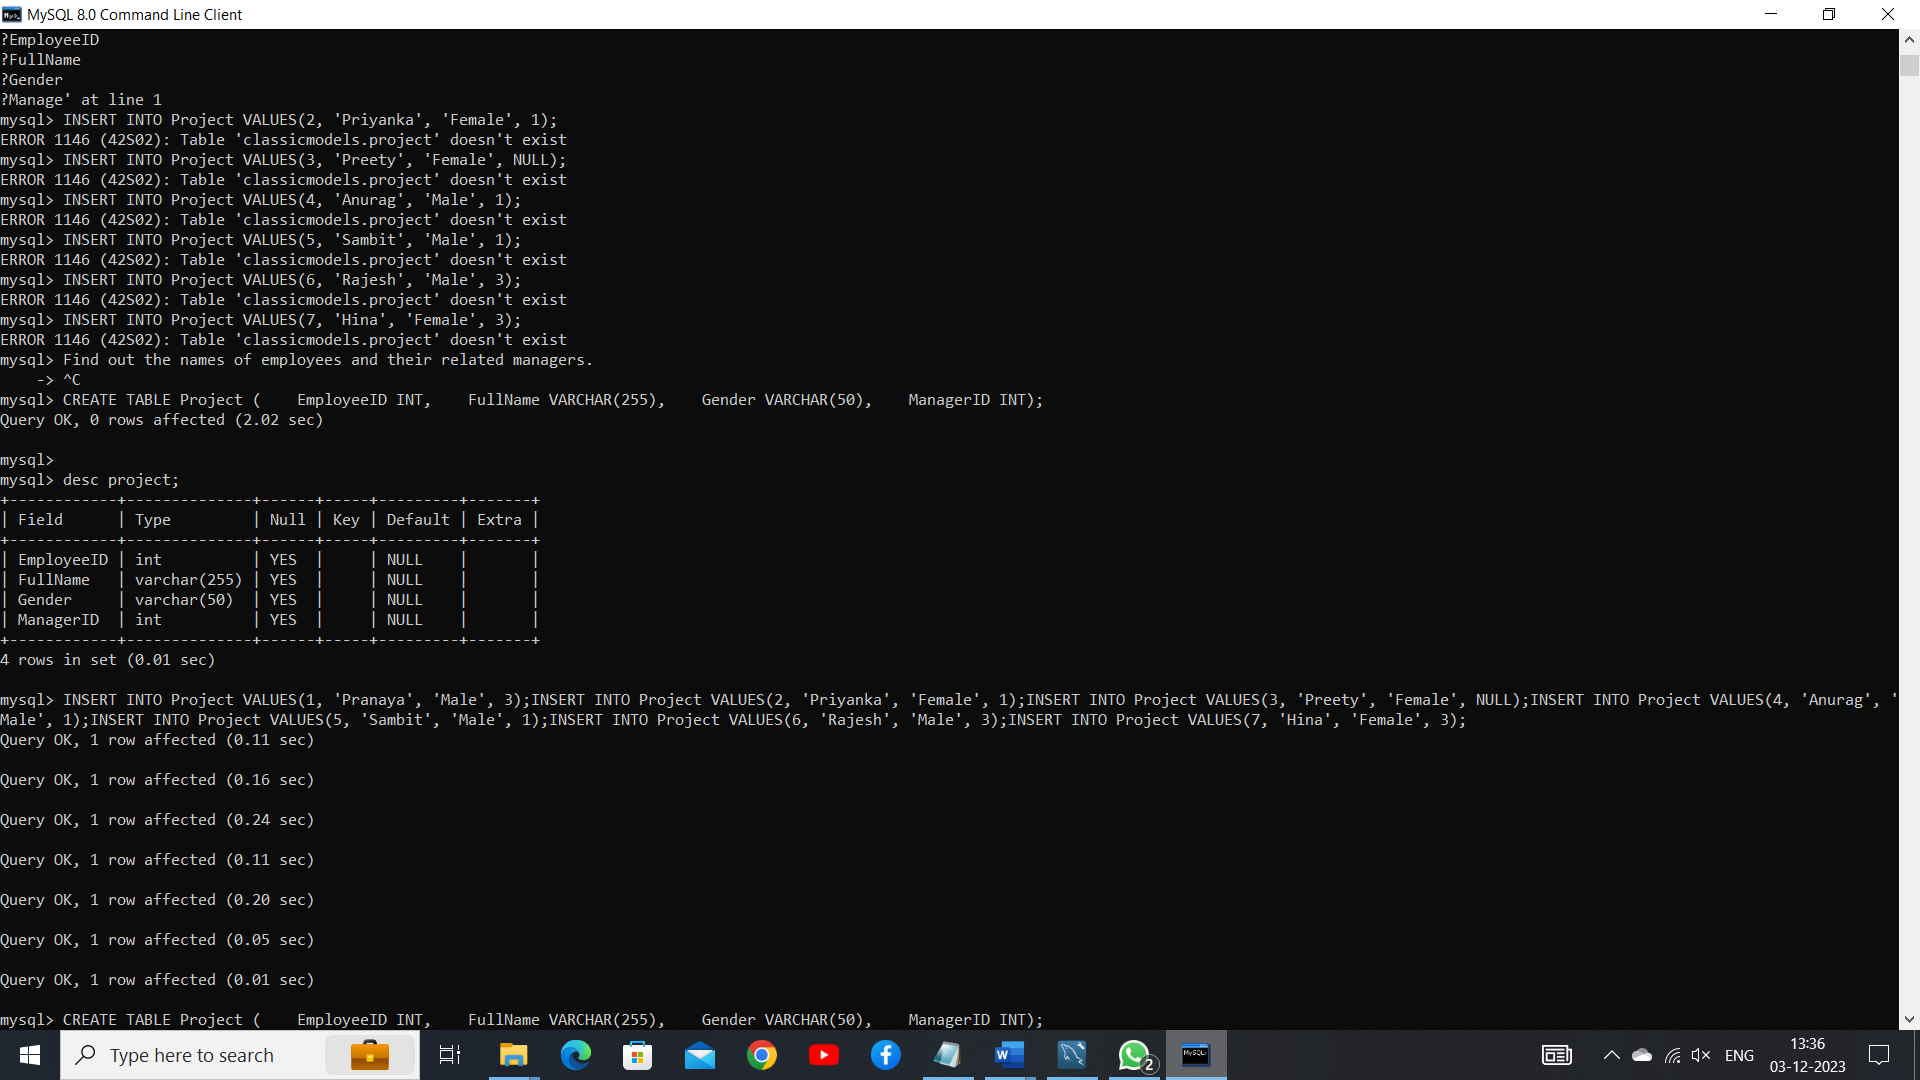 MySQL 8.0 Command Line Client
?EmployeeID
?FullName
?Gender
?Manage' at line 1
mysql> INSERT INTO Project VALUES(2, 'Priyanka', 'Female', 1);
ERROR 1146 (42S02): Table 'classicmodels.project' doesn't exist
mysql> INSERT INTO Project VALUES(3, 'Preety', 'Female', NULL);
ERROR 1146 (42S02): Table 'classicmodels.project' doesn't exist
mysql> INSERT INTO Project VALUES(4, 'Anurag', 'Male', 1);
ERROR 1146 (42S02): Table 'classicmodels.project' doesn't exist
mysql> INSERT INTO Project VALUES(5, 'Sambit', 'Male', 1);
ERROR 1146 (42S02): Table 'classicmodels.project' doesn't exist
mysql> INSERT INTO Project VALUES(6, 'Rajesh', 'Male', 3);
ERROR 1146 (42S02): Table 'classicmodels.project' doesn't exist
mysql> INSERT INTO Project VALUES(7, 'Hina', 'Female', 3);
ERROR 1146 (42S02): Table 'classicmodels.project' doesn't exist
mysql> Find out the names of employees and their related managers.
    -> ^C
mysql> CREATE TABLE Project (    EmployeeID INT,    FullName VARCHAR(255),    Gender VARCHAR(50),    ManagerID INT);
Query OK, 0 rows affected (2.02 sec)

mysql>
mysql> desc project;
+------------+--------------+------+-----+---------+-------+
| Field      | Type         | Null | Key | Default | Extra |
+------------+--------------+------+-----+---------+-------+
| EmployeeID | int          | YES  |     | NULL    |       |
| FullName   | varchar(255) | YES  |     | NULL    |       |
| Gender     | varchar(50)  | YES  |     | NULL    |       |
| ManagerID  | int          | YES  |     | NULL    |       |
+------------+--------------+------+-----+---------+-------+
4 rows in set (0.01 sec)

mysql> INSERT INTO Project VALUES(1, 'Pranaya', 'Male', 3);INSERT INTO Project VALUES(2, 'Priyanka', 'Female', 1);INSERT INTO Project VALUES(3, 'Preety', 'Female', NULL);INSERT INTO Project VALUES(4, 'Anurag', '
Male', 1);INSERT INTO Project VALUES(5, 'Sambit', 'Male', 1);INSERT INTO Project VALUES(6, 'Rajesh', 'Male', 3);INSERT INTO Project VALUES(7, 'Hina', 'Female', 3);
Query OK, 1 row affected (0.11 sec)

Query OK, 1 row affected (0.16 sec)

Query OK, 1 row affected (0.24 sec)

Query OK, 1 row affected (0.11 sec)

Query OK, 1 row affected (0.20 sec)

Query OK, 1 row affected (0.05 sec)

Query OK, 1 row affected (0.01 sec)

mysql> CREATE TABLE Project (    EmployeeID INT,    FullName VARCHAR(255),    Gender VARCHAR(50),    ManagerID INT);
Type here to search
2
ENG
13:36
03-12-2023